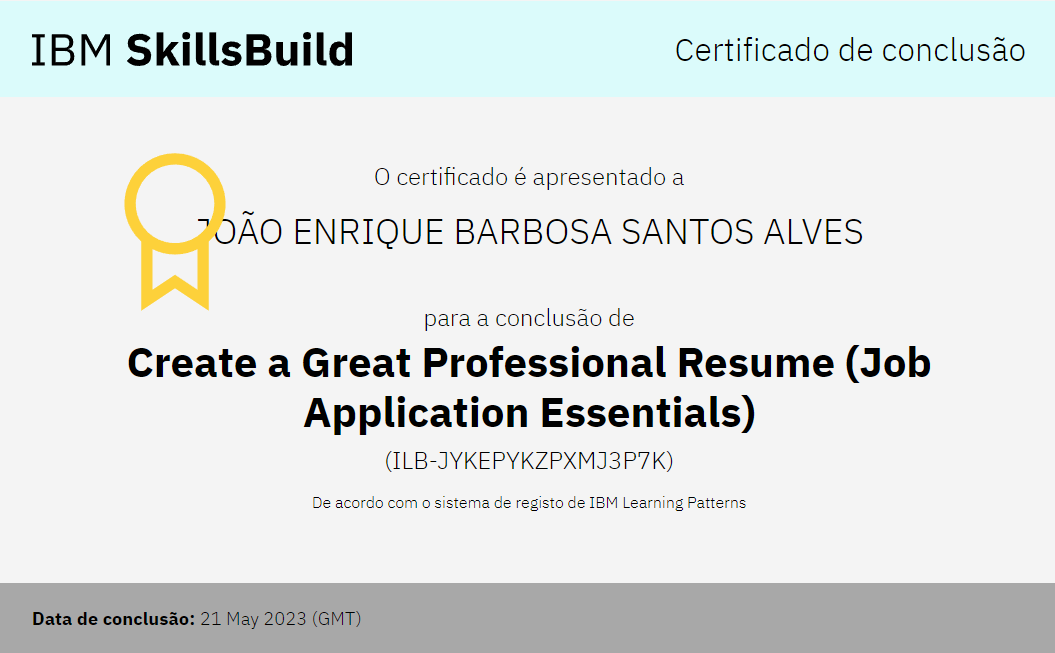 IBM SkillsBuild
Certificado de conclusão
O certificado é apresentado a
JOÃO ENRIQUE BARBOSA SANTOS ALVES
para a conclusão de
Create a Great Professional Resume (Job
Application Essentials)
(ILB-JYKEPYKZPXMJ3P7K)
De acordo com o sistema de registo de IBM Learning Patterns
Data de conclusão: 21 May 2023 (GMT)